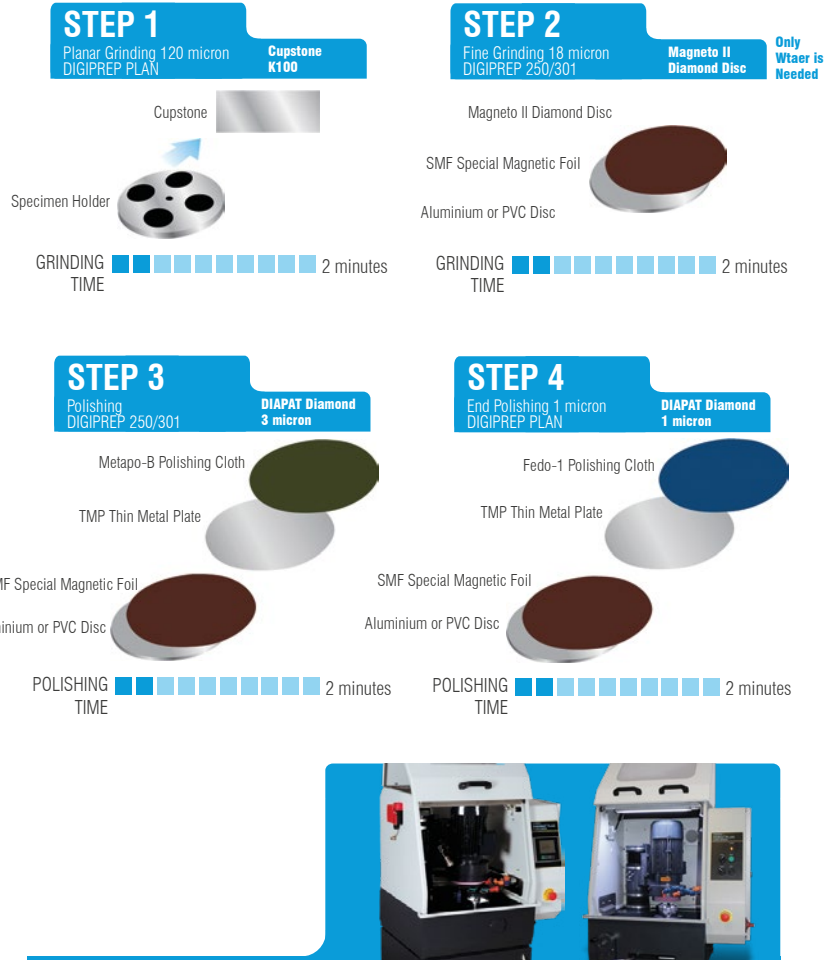 STEP 1
Planar Grinding 120 micron
DIGIPREP PLAN
Cupstone
K100
Cupstone
Specimen Holder
GRINDING
TIME
2 minutes
STEP 2
Fine Grinding 18 micron
DIGIPREP 250/301
Magneto II
Diamond Disc
Only
Wtaer is
Needed
Magneto II Diamond Disc
SMF Special Magnetic Foil
Aluminium or PVC Disc
GRINDING
TIME
2 minutes
STEP 3
Polishing
DIGIPREP 250/301
DIAPAT Diamond
3 micron
Metapo-B Polishing Cloth
TMP Thin Metal Plate
MF Special Magnetic Foil
minium or PVC Disc
POLISHING
TIME
2 minutes
STEP 4
End Polishing 1 micron
DIGIPREP PLAN
DIAPAT Diamond
1 micron
Fedo-1 Polishing Cloth
TMP Thin Metal Plate
SMF Special Magnetic Foil
Aluminium or PVC Disc
POLISHING
TIME
2 minutes